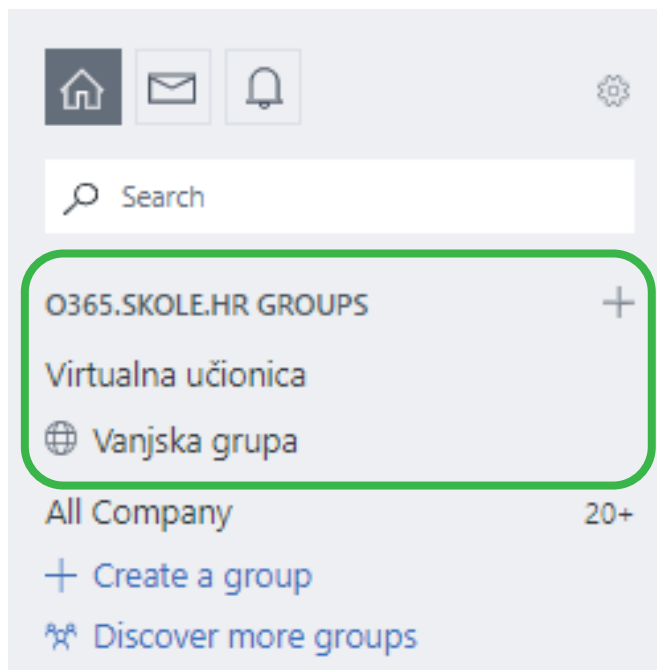 Search
O365.SKOLE.HR GROUPS
Virtualna učionica
Vanjska grupa
All Company 20+
Create a group
Discover more groups